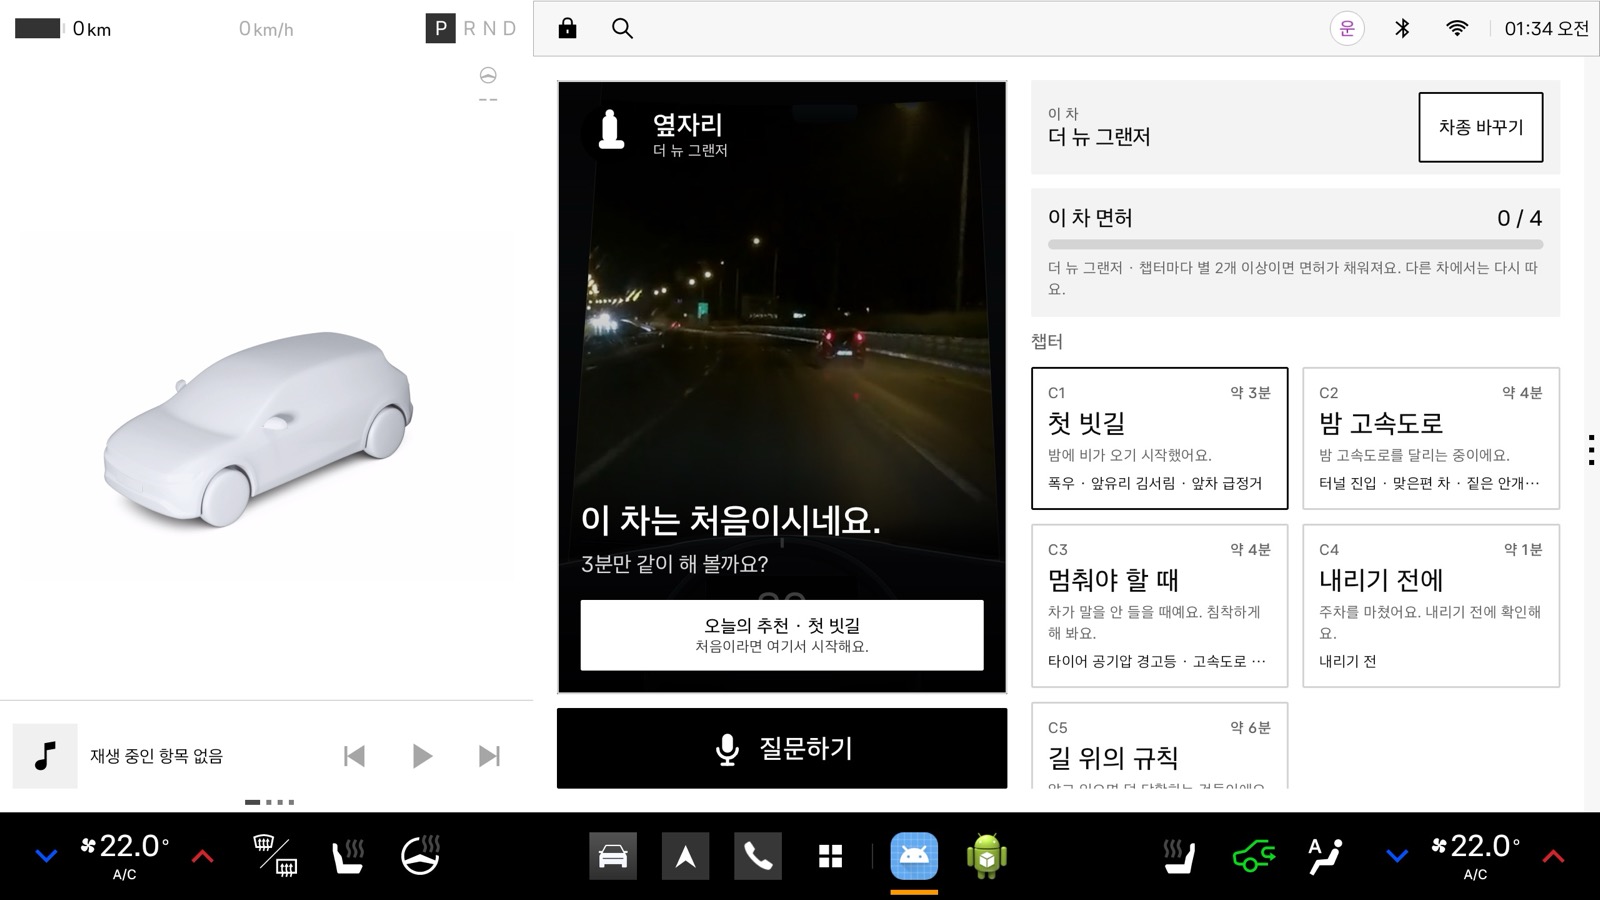 0km
0km/h
P R N D
--
운
01:34 오전
옆자리
더 뉴 그랜저
이 차는 처음이시네요.
3분만 같이 해 볼까요?
오늘의 추천 · 첫 빗길
처음이라면 여기서 시작해요.
질문하기
이 차
더 뉴 그랜저
차종 바꾸기
이 차 면허
0 / 4
더 뉴 그랜저 · 챕터마다 별 2개 이상이면 면허가 채워져요. 다른 차에서는 다시 따
요.
챕터
C1
약 3분
첫 빗길
밤에 비가 오기 시작했어요.
폭우 · 앞유리 김서림 · 앞차 급정거
C2
약 4분
밤 고속도로
밤 고속도로를 달리는 중이에요.
터널 진입 · 맞은편 차 · 짙은 안개…
C3
약 4분
멈춰야 할 때
차가 말을 안 들을 때예요. 침착하게
해 봐요.
타이어 공기압 경고등 · 고속도로 …
C4
약 1분
내리기 전에
주차를 마쳤어요. 내리기 전에 확인해
요.
내리기 전
C5
약 6분
길 위의 규칙
재생 중인 항목 없음
22.0°
A/C
A
22.0°
A/C